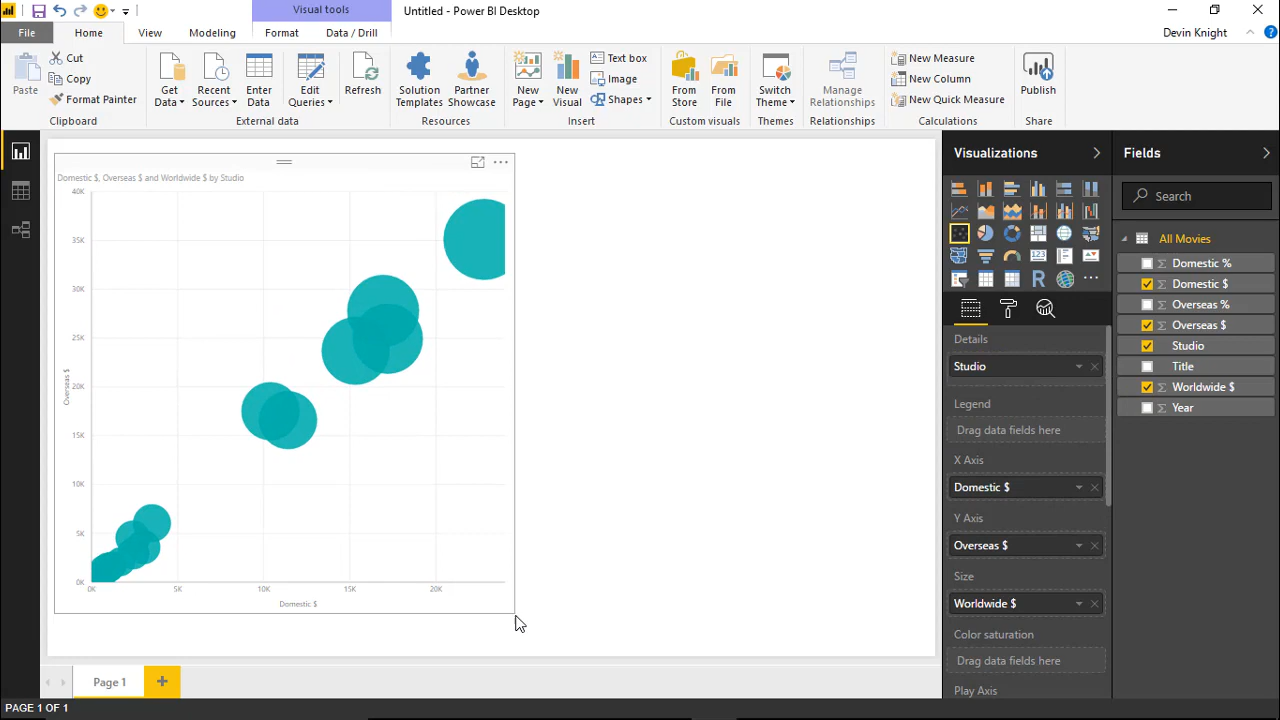 Visual tools
Untitled - Power BI Desktop
File
Home
View
Modeling
Format
Data / Drill
Devin Knight
Paste
Cut
Copy
Format Painter
Clipboard
Get Data
Recent Sources
Enter Data
Edit Queries
Refresh
External data
Solution Templates
Partner Showcase
Resources
New Page
New Visual
Text box
Image
Shapes
Insert
From Store
From File
Custom visuals
Switch Theme
Themes
Manage Relationships
Relationships
New Measure
New Column
New Quick Measure
Calculations
Publish
Share
Domestic $, Overseas $ and Worldwide $ by Studio
40K
35K
30K
25K
20K
15K
10K
5K
0K
Overseas $
0K
5K
10K
15K
20K
Domestic $
Visualizations
123
R
Details
Studio
Legend
Drag data fields here
X Axis
Domestic $
Y Axis
Overseas $
Size
Worldwide $
Color saturation
Drag data fields here
Play Axis
Fields
Search
All Movies
Σ Domestic %
Σ Domestic $
Σ Overseas %
Σ Overseas $
Studio
Title
Σ Worldwide $
Σ Year
Page 1
PAGE 1 OF 1